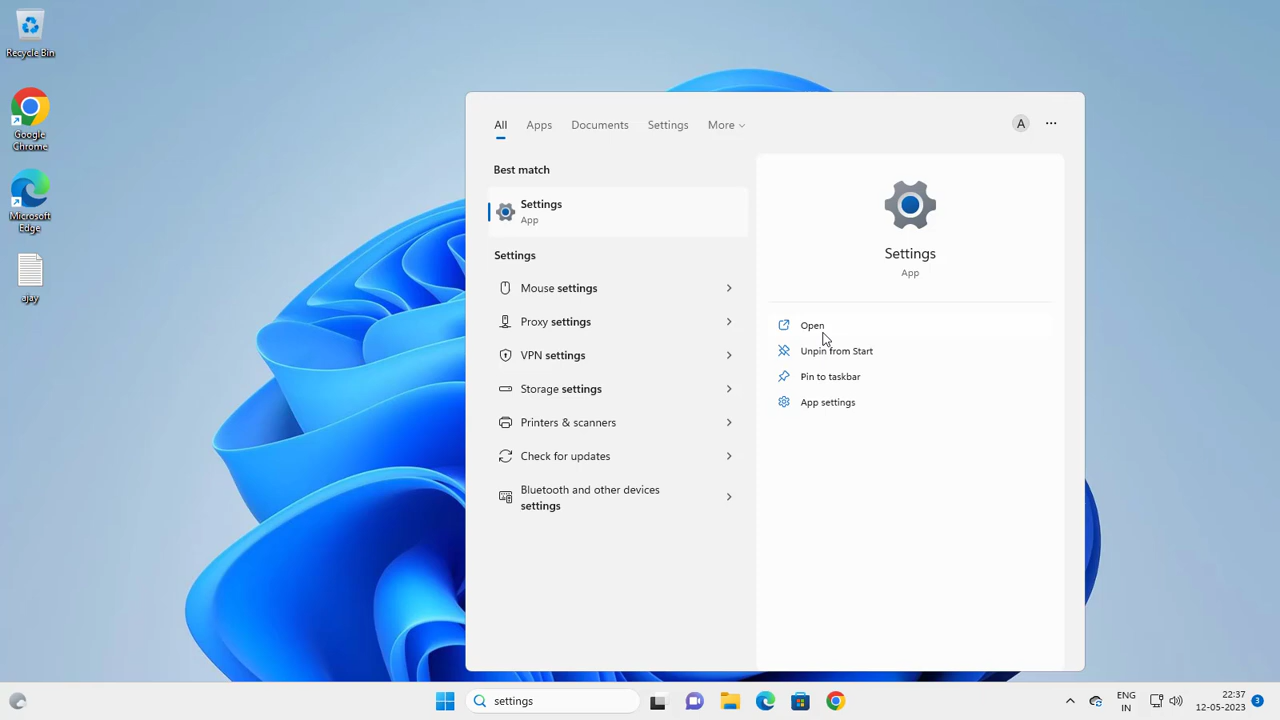 Recycle Bin
Google
Chrome
Microsoft
Edge
ajay
All
Apps
Documents
Settings
More
A
Best match
Settings
App
Settings
Mouse settings
Proxy settings
VPN settings
Storage settings
Printers & scanners
Check for updates
Bluetooth and other devices
settings
Settings
App
Open
Unpin from Start
Pin to taskbar
App settings
settings
ENG
IN
22:37
12-05-2023
3